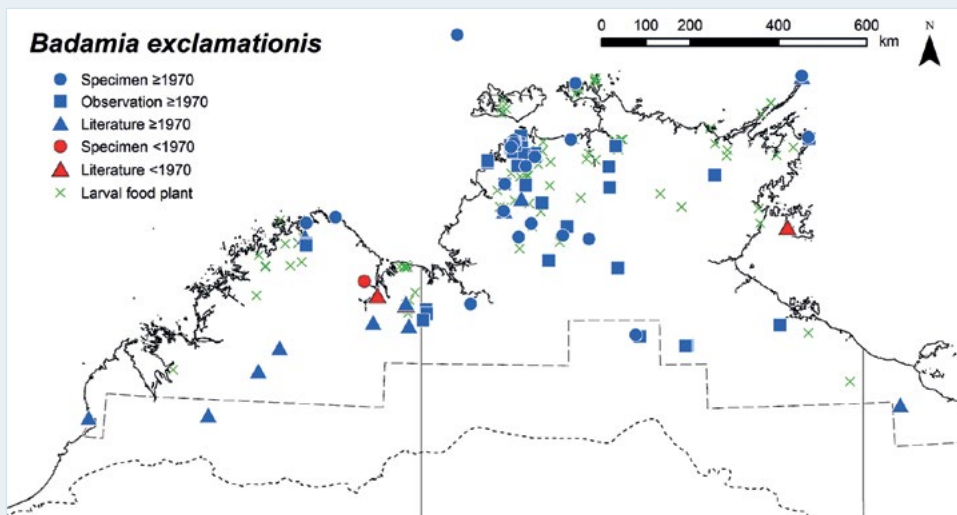 Badamia exclamationis
Specimen ≥1970
Observation ≥1970
Literature ≥1970
Specimen <1970
Literature <1970
Larval food plant
0 100 200 400 600
km
N